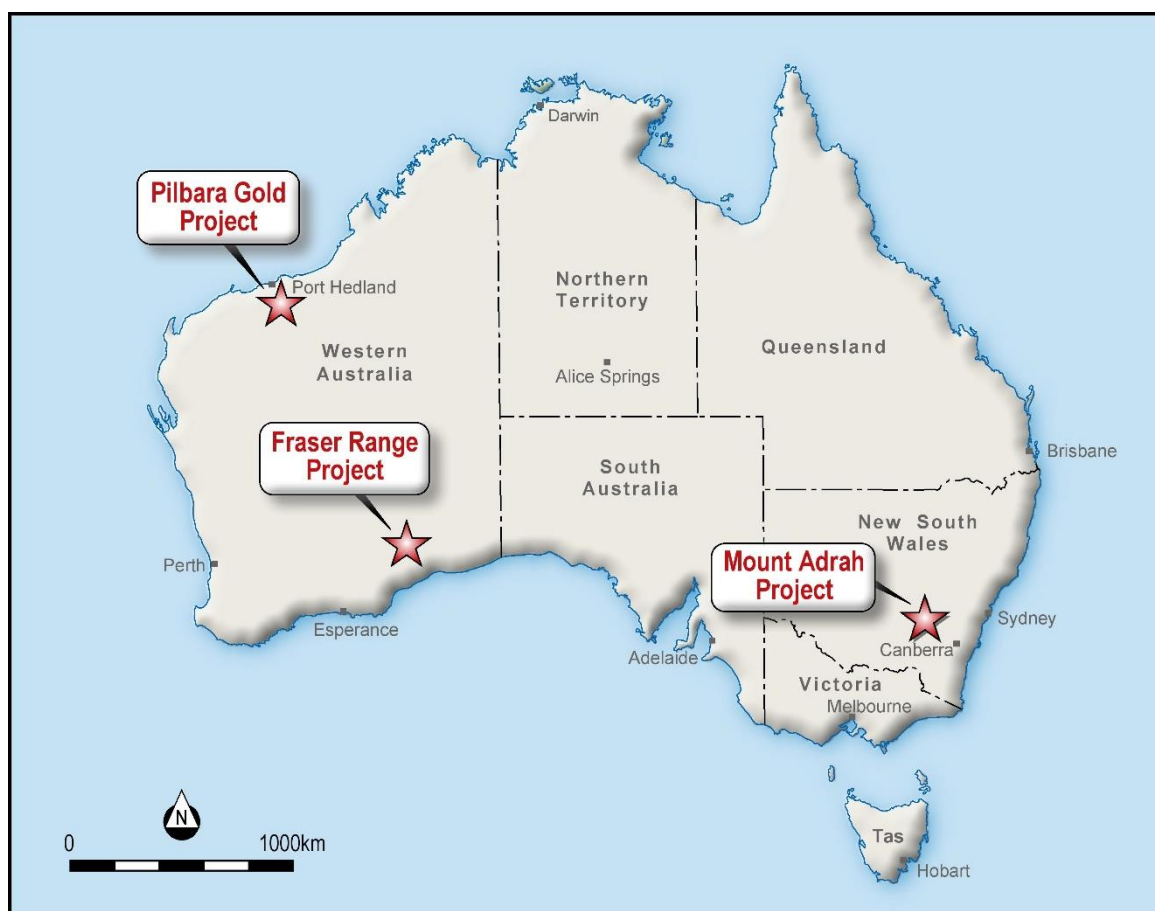 Darwin
Pilbara Gold
Project
Port Hedland
Northern
Territory
Western
Australia
Queensland
Alice Springs
Fraser Range
Project
South
Australia
Brisbane
New South
Wales
Perth
Mount Adrah
Project
Esperance
Sydney
Adelaide
Canberra
Victoria
Melbourne
N
0 1000km
Tas
Hobart